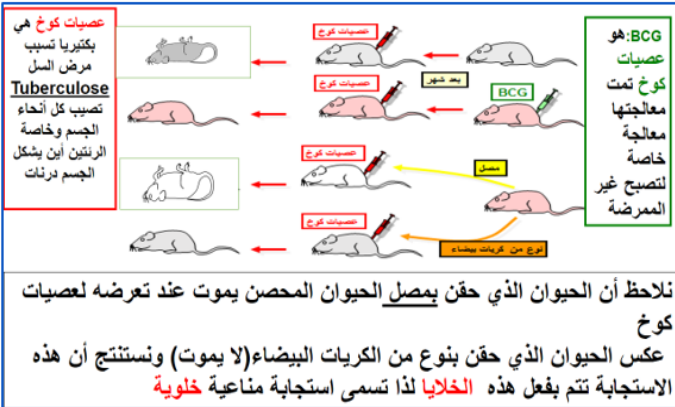 عصيات كوخ هي
بكتيريا تسبب
مرض السل
Tuberculose
تصيب كل أنحاء
الجسم وخاصة
الرئتين أين يشكل
الجسم درنات
BCG:هو
عصيات
كوخ تمت
معالجتها
معالجة
خاصة
لتصبح غير
الممرضة
عصيات كوخ
بعد شهر
عصيات كوخ
BCG
عصيات كوخ
مصل
عصيات كوخ
نوع من كريات بيضاء
نلاحظ أن الحيوان الذي حقن بمصل الحيوان المحصن يموت عند تعرضه لعصيات
كوخ
عكس الحيوان الذي حقن بنوع من الكريات البيضاء(لا يموت) ونستنتج أن هذه
الاستجابة تتم بفعل هذه الخلايا لذا تسمى استجابة مناعية خلوية